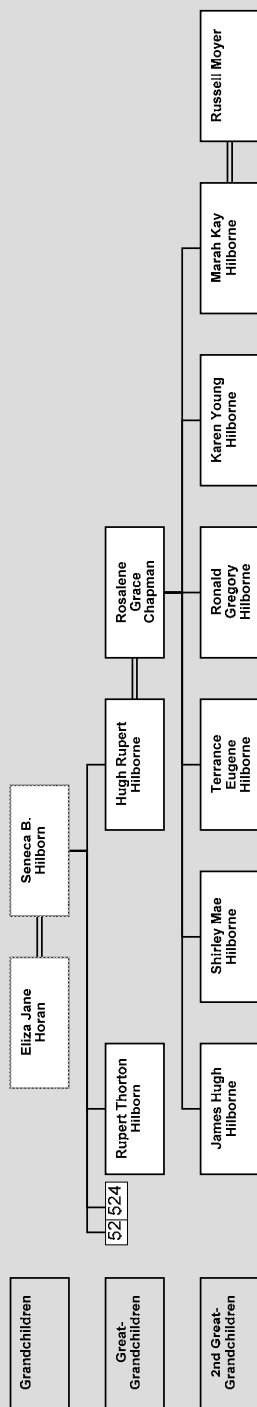 Grandchildren
Eliza Jane
Horan
Seneca B.
Hilborn
Great-
Grandchildren
52
524
Rupert Thorton
Hilborn
Hugh Rupert
Hilborne
Rosalene
Grace
Chapman
2nd Great-
Grandchildren
James Hugh
Hilborne
Shirley Mae
Hilborne
Terrance
Eugene
Hilborne
Ronald
Gregory
Hilborne
Karen Young
Hilborne
Marah Kay
Hilborne
Russell Moyer